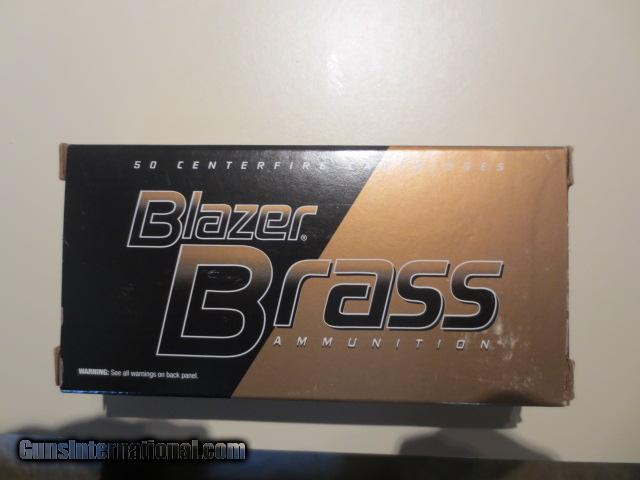 50 CENTERFIRE CARTRIDGES
Blazer®
Brass
AMMUNITION
WARNING: See all warnings on back panel.
GunsInternational.com